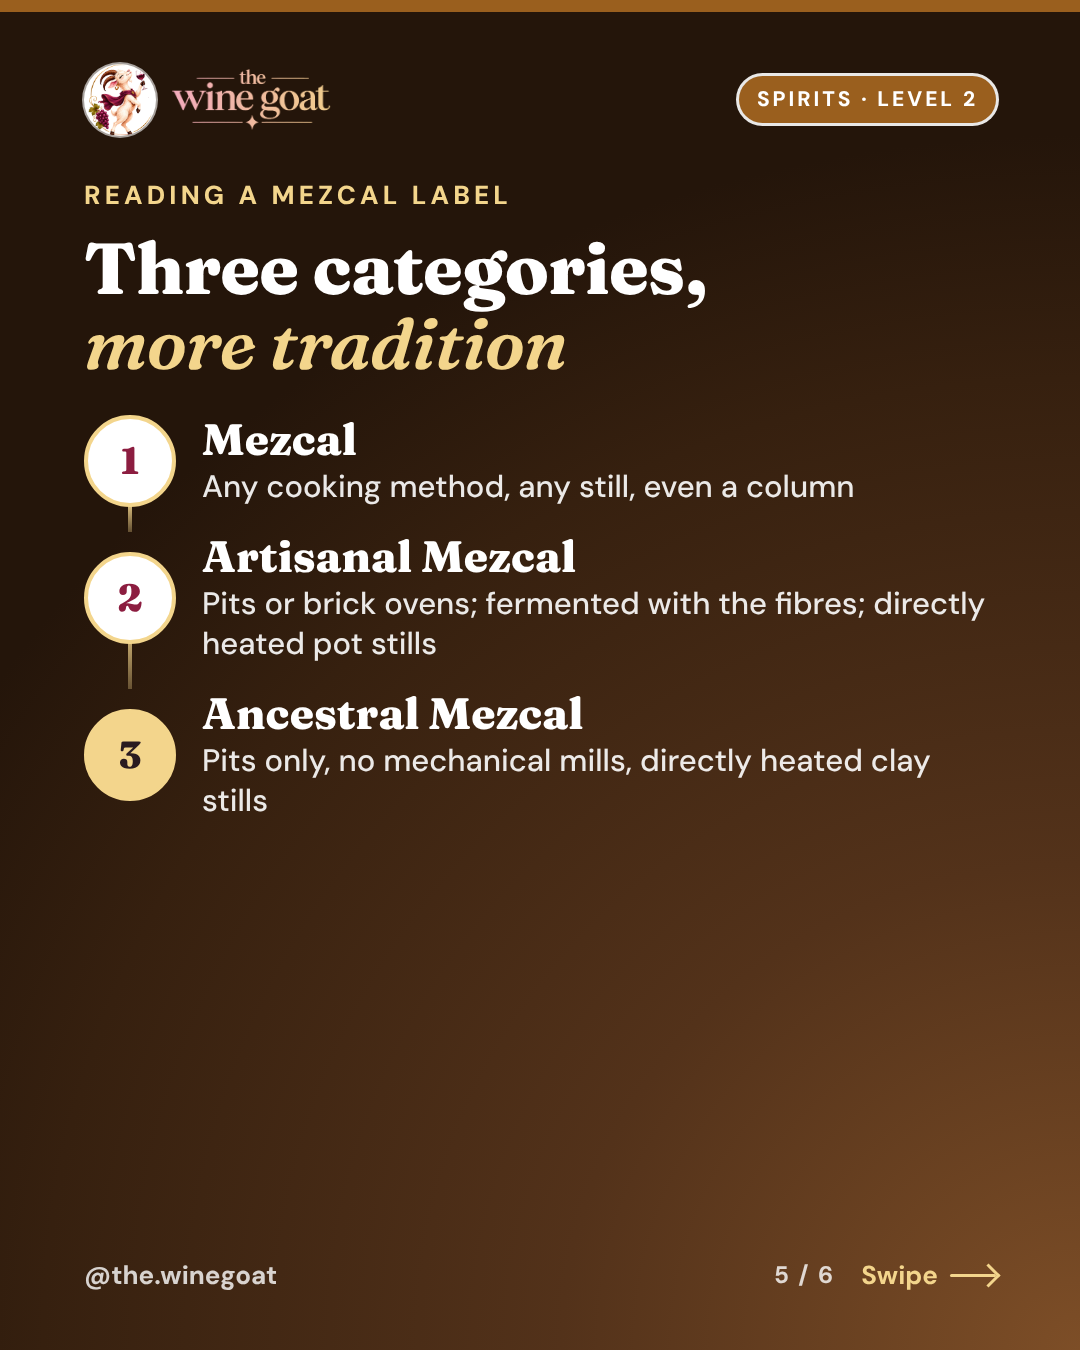 the
wine goat
SPIRITS · LEVEL 2
READING A MEZCAL LABEL
Three categories,
more tradition
1
Mezcal
Any cooking method, any still, even a column
2
Artisanal Mezcal
Pits or brick ovens; fermented with the fibres; directly
heated pot stills
3
Ancestral Mezcal
Pits only, no mechanical mills, directly heated clay
stills
@the.winegoat
5 / 6
Swipe